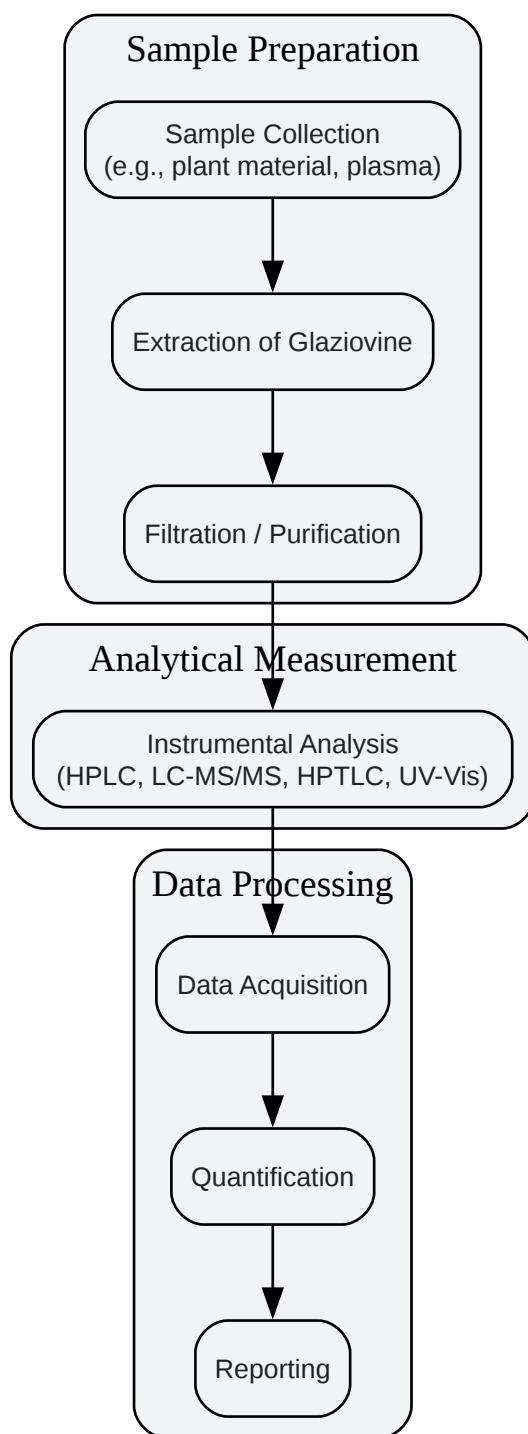 Sample Preparation
Sample Collection
(e.g., plant material, plasma)
Extraction of Glaziovine
Filtration / Purification
Analytical Measurement
Instrumental Analysis
(HPLC, LC-MS/MS, HPTLC, UV-Vis)
Data Processing
Data Acquisition
Quantification
Reporting